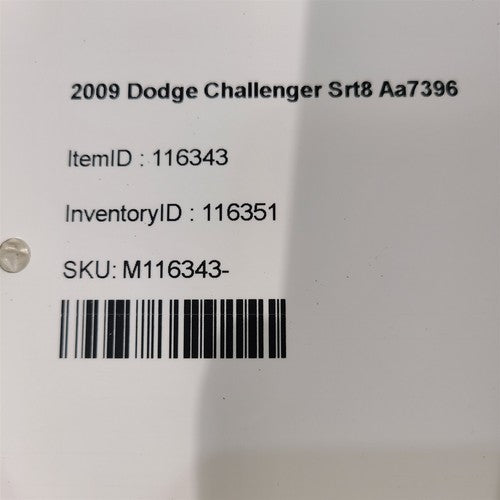 2009 Dodge Challenger Srt8 Aa7396
ItemID : 116343
InventoryID : 116351
SKU: M116343-